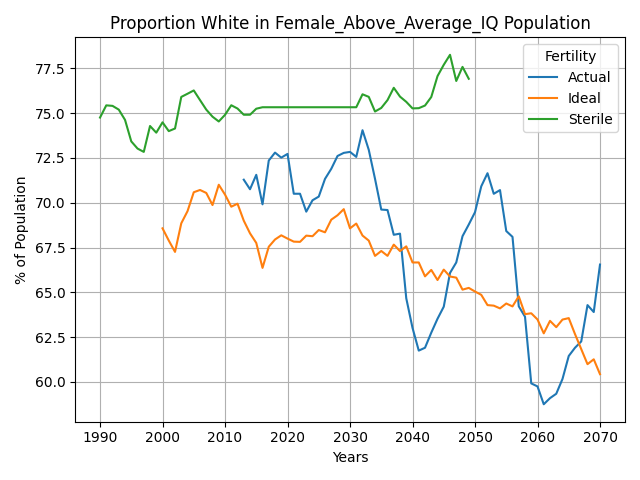 Proportion White in Female_Above_Average_IQ Population
Fertility
Actual
Ideal
Sterile
% of Population
77.5
75.0
72.5
70.0
67.5
65.0
62.5
60.0
1990 2000 2010 2020 2030 2040 2050 2060 2070
Years